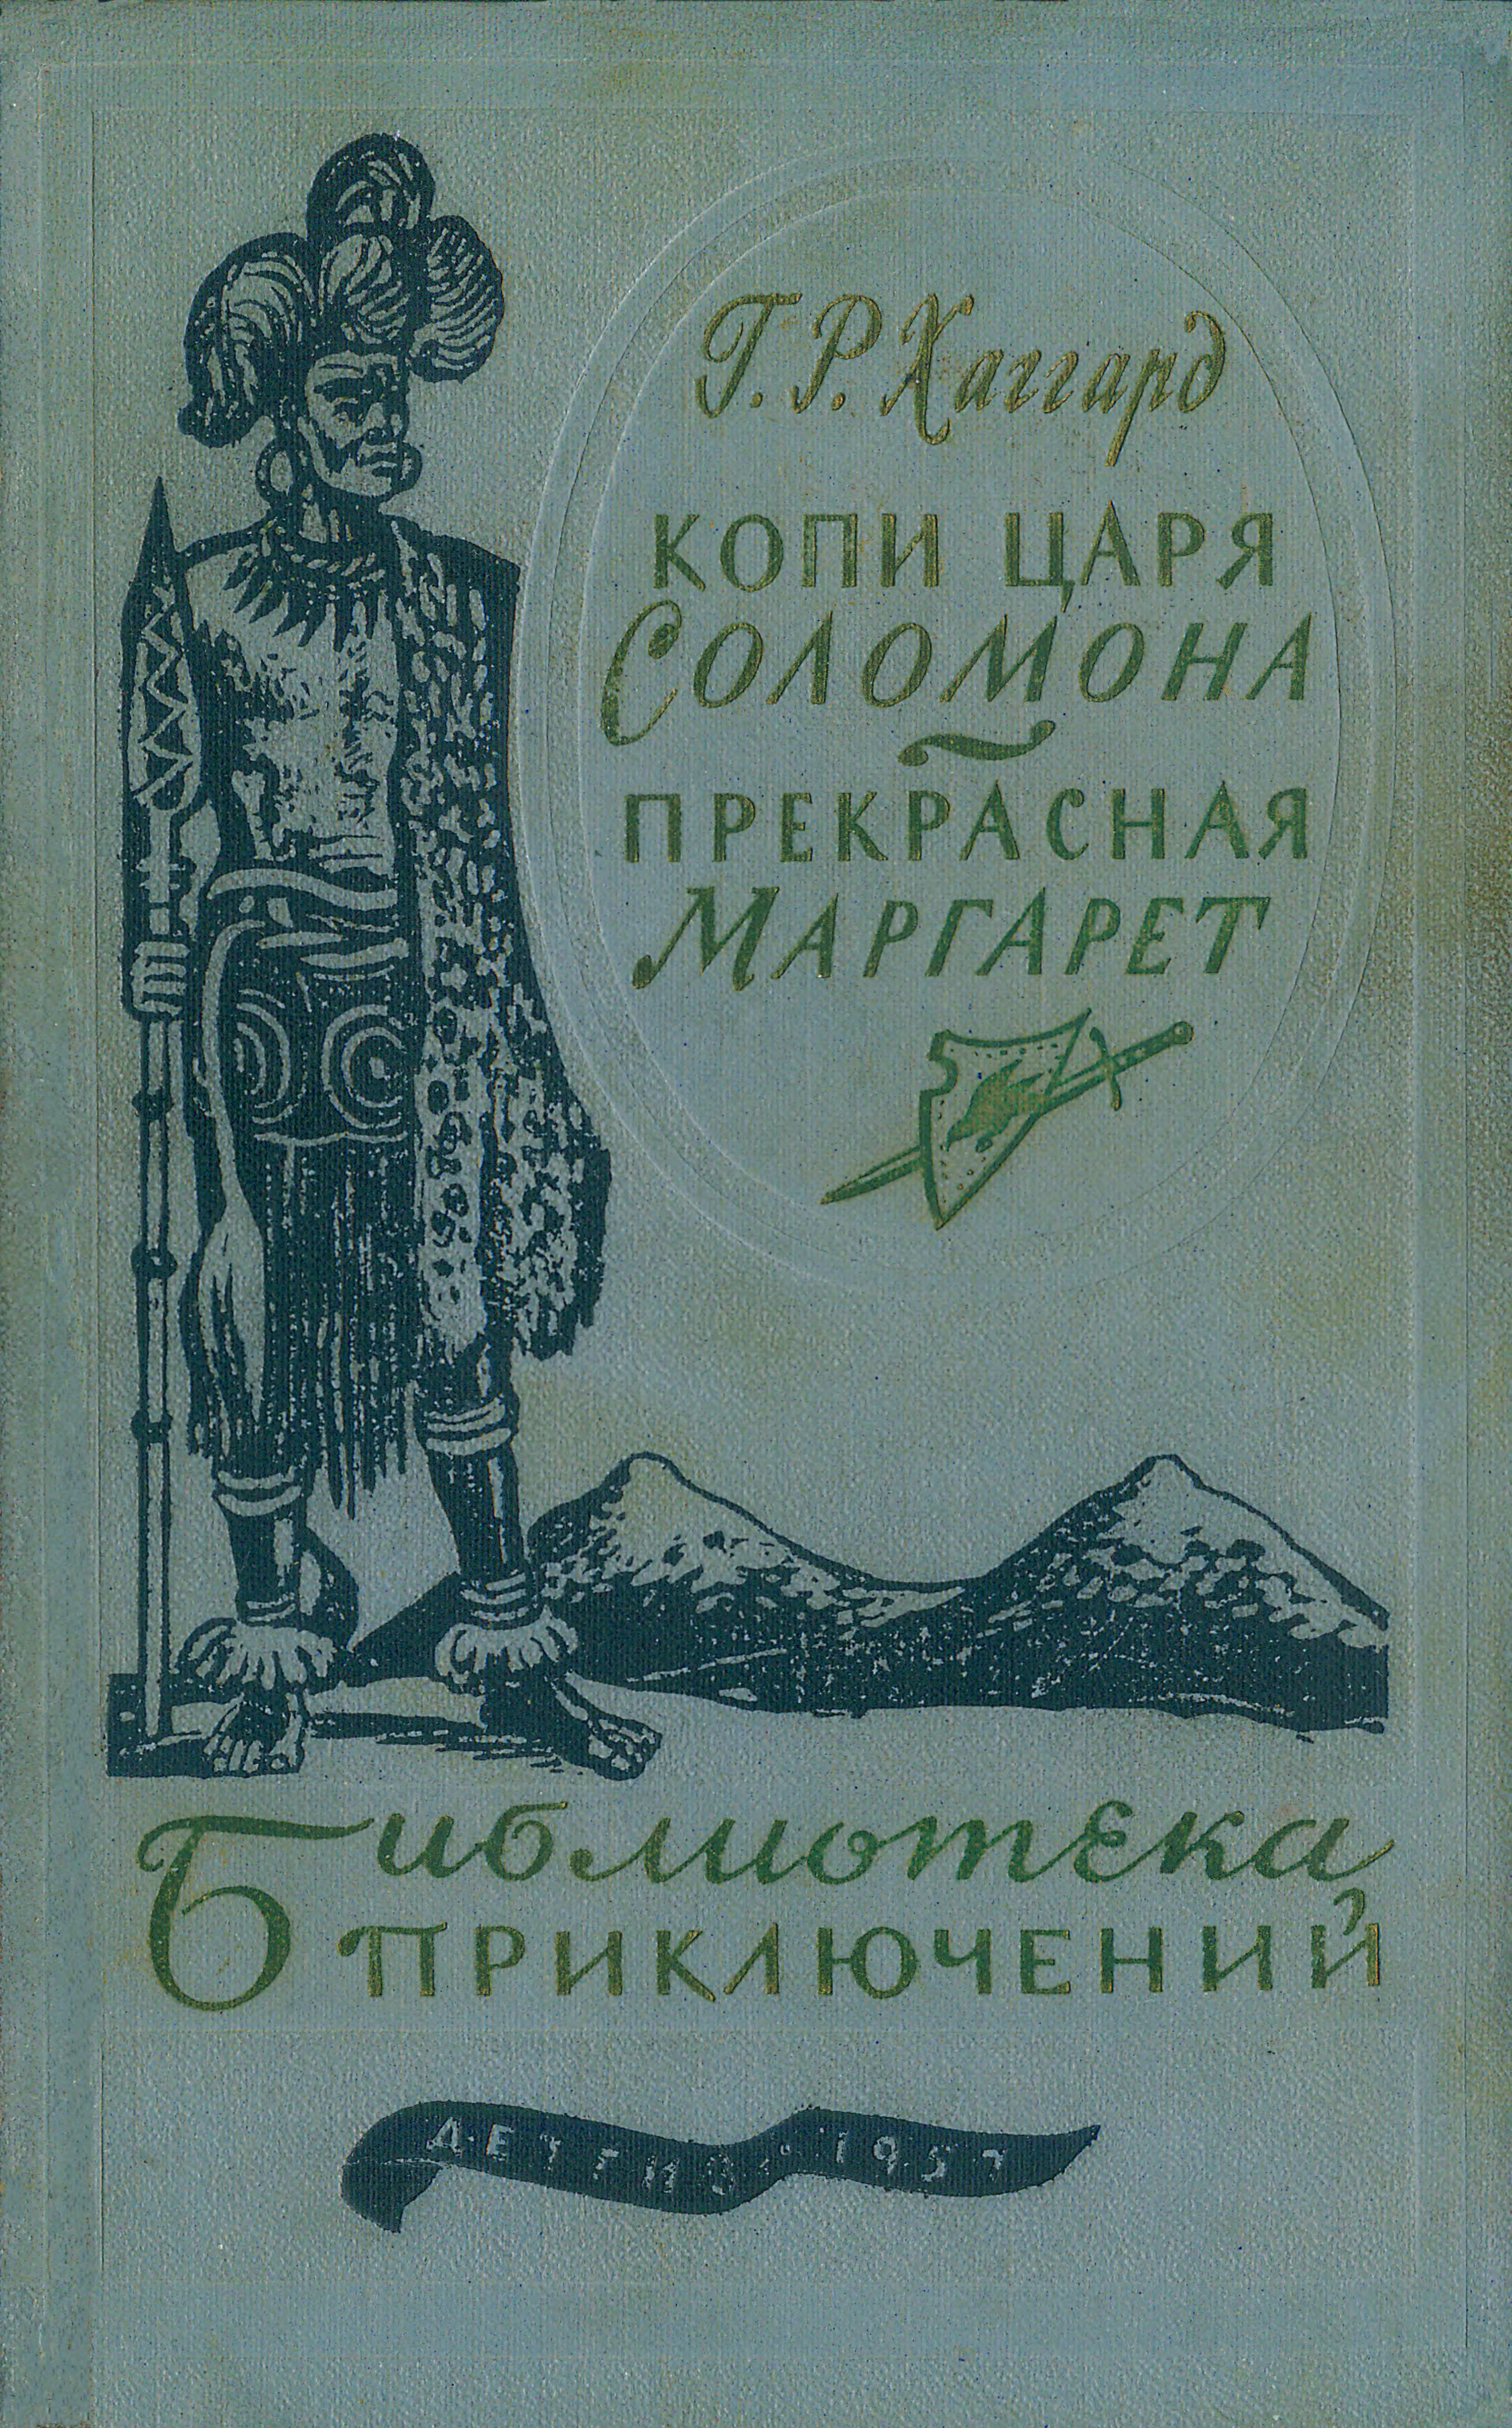 Г. Р. Хаггард
КОПИ ЦАРЯ
СОЛОМОНА
ПРЕКРАСНАЯ
МАРГАРЕТ
Библиотека
ПРИКЛЮЧЕНИЙ
ДЕТГИЗ • 1957